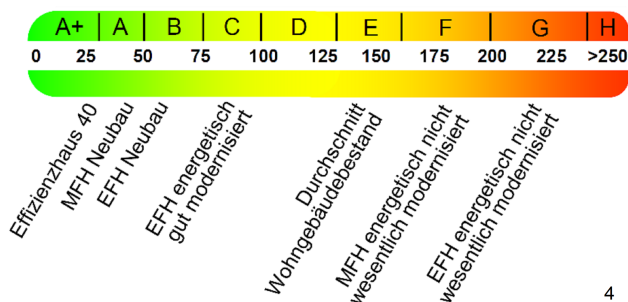 A+ A B C D E F G H
0 25 50 75 100 125 150 175 200 225 >250
Effizienzhaus 40
MFH Neubau
EFH Neubau
EFH energetisch
gut modernisiert
Durchschnitt
Wohngebäudebestand
MFH energetisch nicht
wesentlich modernisiert
EFH energetisch nicht
wesentlich modernisiert
4